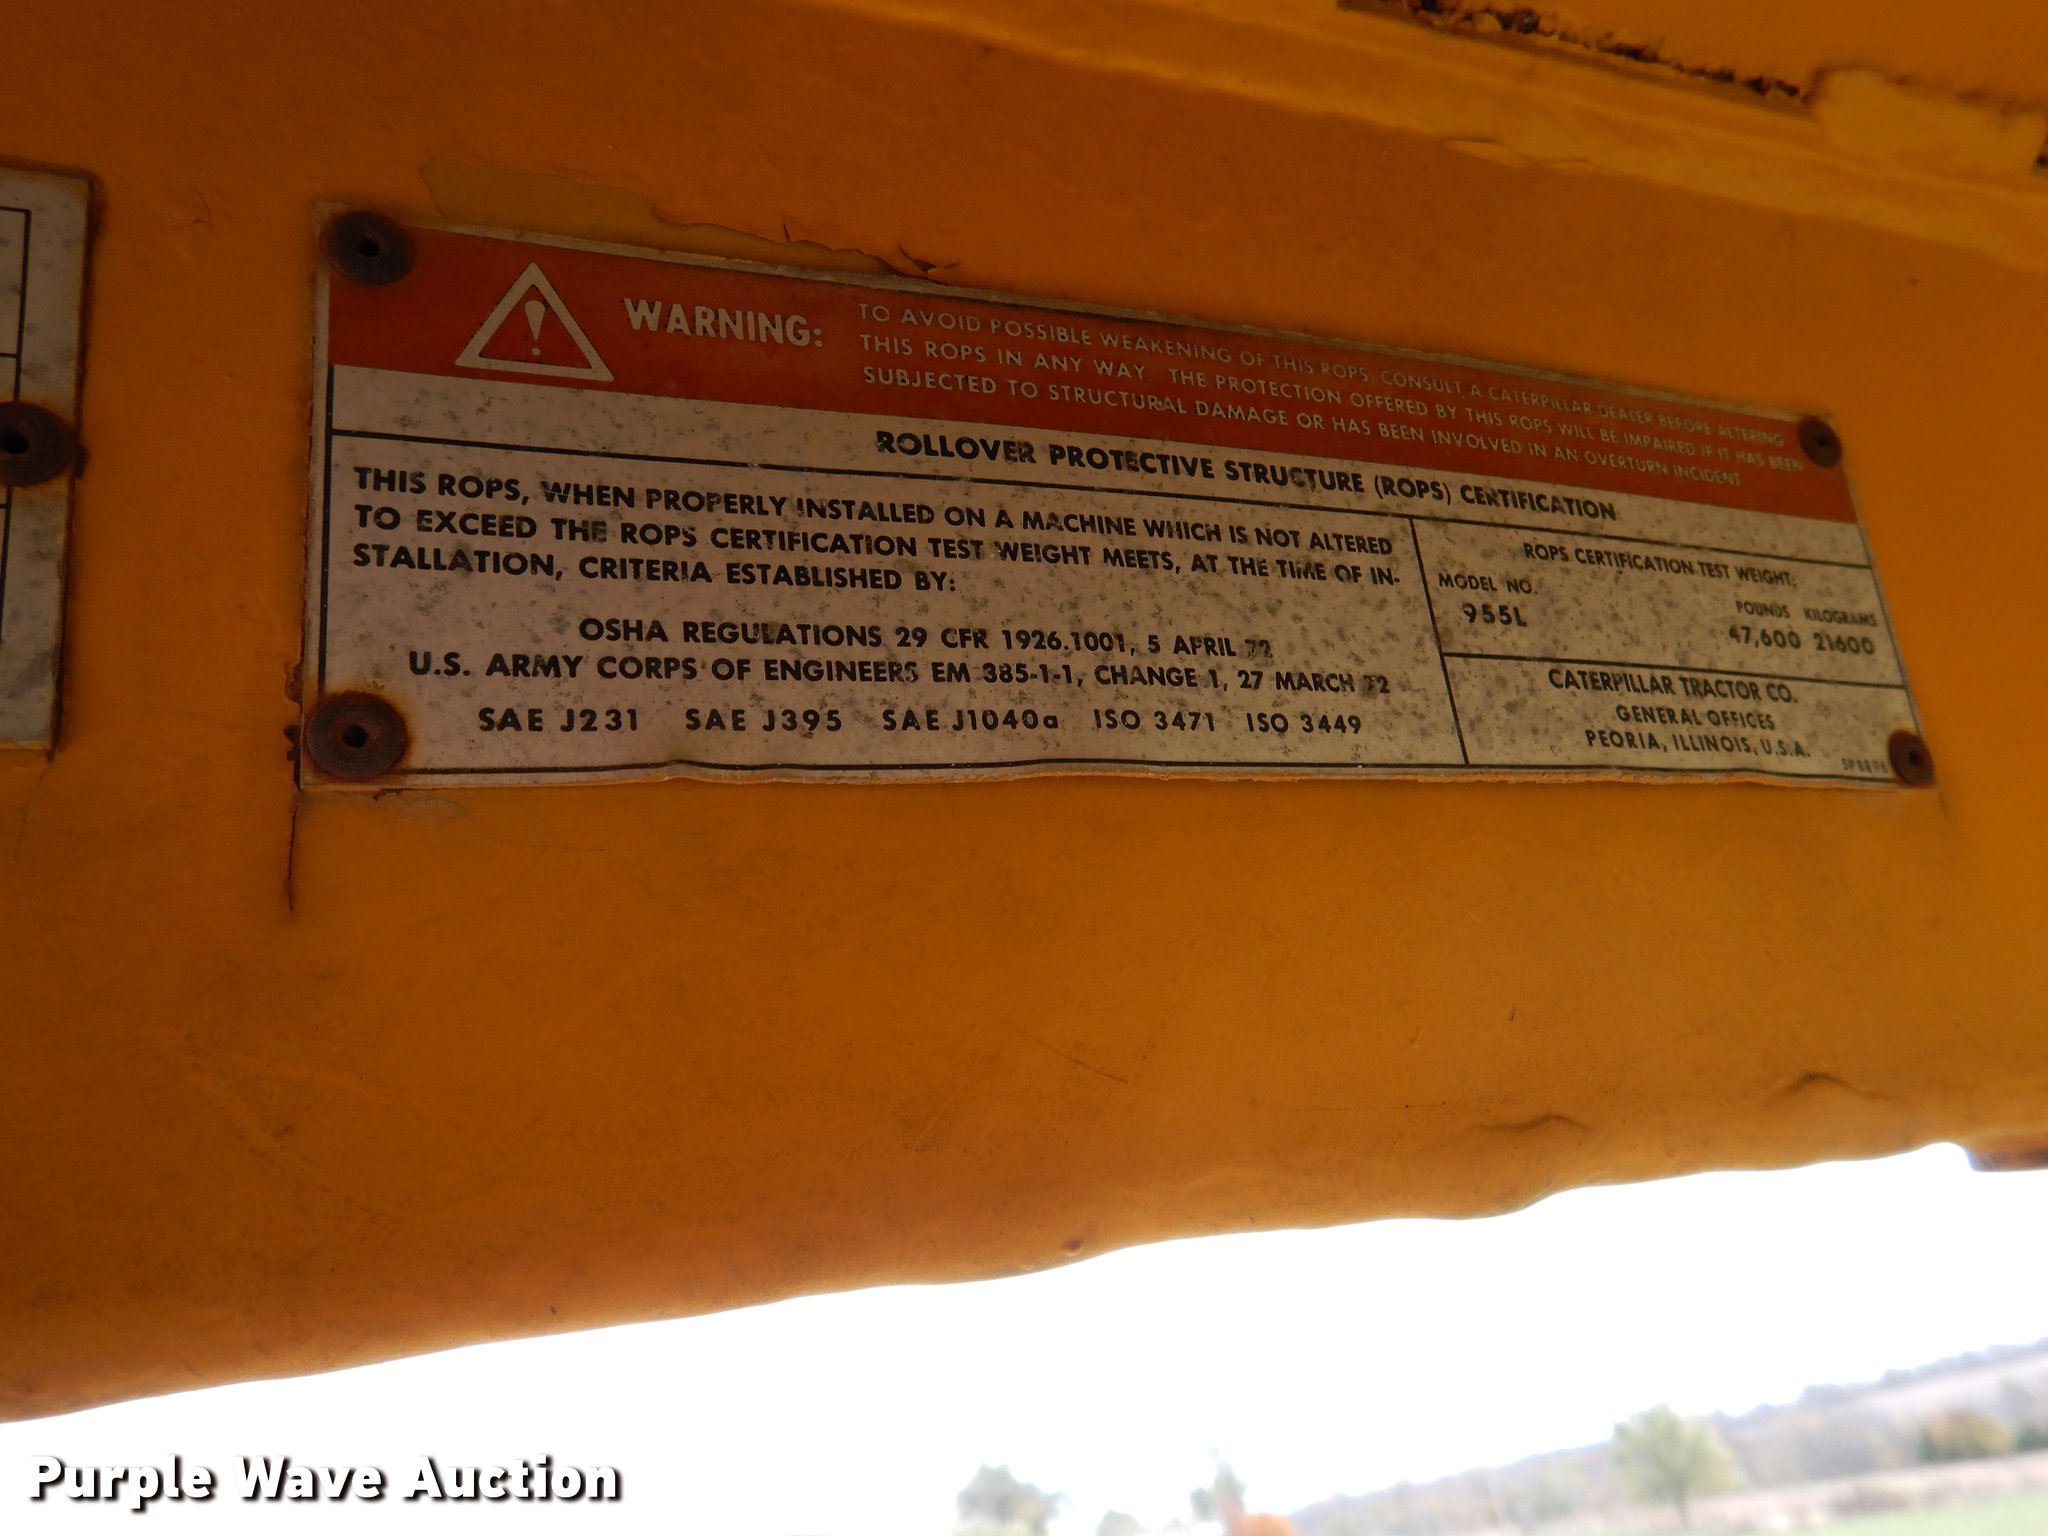 WARNING:
TO AVOID POSSIBLE WEAKENING OF THIS ROPS, CONSULT A CATERPILLAR DEALER BEFORE ALTERING
THIS ROPS IN ANY WAY. THE PROTECTION OFFERED BY THIS ROPS WILL BE IMPAIRED IF IT HAS BEEN
SUBJECTED TO STRUCTURAL DAMAGE OR HAS BEEN INVOLVED IN AN OVERTURN INCIDENT
ROLLOVER PROTECTIVE STRUCTURE (ROPS) CERTIFICATION
THIS ROPS, WHEN PROPERLY INSTALLED ON A MACHINE WHICH IS NOT ALTERED
TO EXCEED THE ROPS CERTIFICATION TEST WEIGHT MEETS, AT THE TIME OF IN-
STALLATION, CRITERIA ESTABLISHED BY:
OSHA REGULATIONS 29 CFR 1926.1001, 5 APRIL 72
U.S. ARMY CORPS OF ENGINEERS EM 385-1-1, CHANGE 1, 27 MARCH 72
SAE J231 SAE J395 SAE J1040a ISO 3471 ISO 3449
ROPS CERTIFICATION TEST WEIGHT:
MODEL NO.
POUNDS KILOGRAMS
955L
47,600 21600
CATERPILLAR TRACTOR CO.
GENERAL OFFICES
PEORIA, ILLINOIS, U.S.A.
Purple Wave Auction